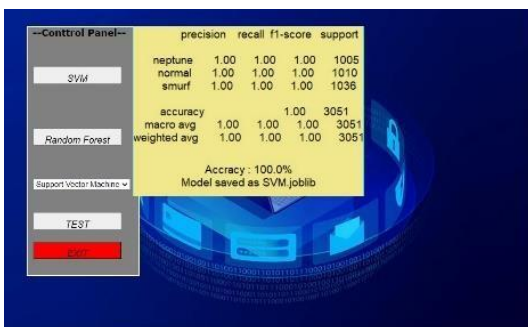 --Conttrol Panel--
SVM
Random Forest
Support Vector Machine
TEST
EXIT
precision recall f1-score support
neptune 1.00 1.00 1.00 1005
normal 1.00 1.00 1.00 1010
smurf 1.00 1.00 1.00 1036
accuracy 1.00 3051
macro avg 1.00 1.00 1.00 3051
weighted avg 1.00 1.00 1.00 3051
Accracy : 100.0%
Model saved as SVM.joblib